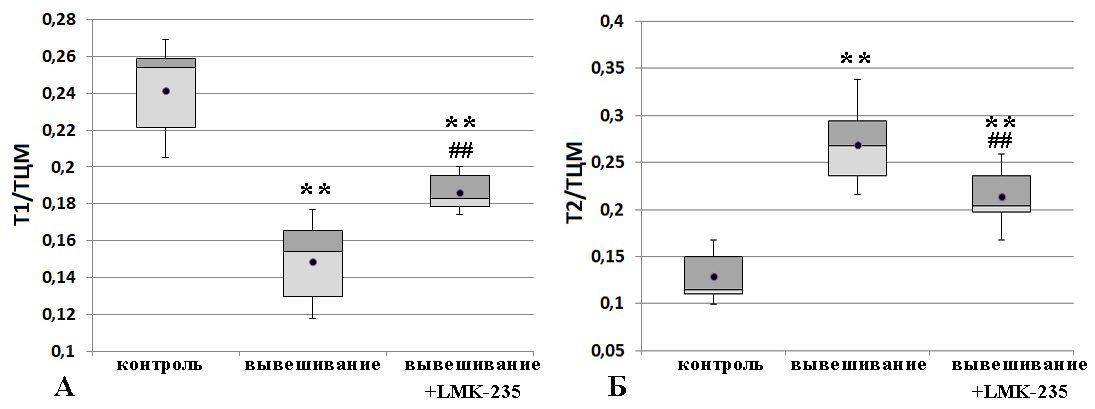 0,28
0,26
0,24
0,22
0,2
0,18
0,16
0,14
0,12
0,1
Т1/ТЦМ
**
**
##
контроль
вывешивание
вывешивание
+LMK-235
А
0,4
0,35
0,3
0,25
0,2
0,15
0,1
0,05
Т2/ТЦМ
**
**
##
контроль
вывешивание
вывешивание
+LMK-235
Б